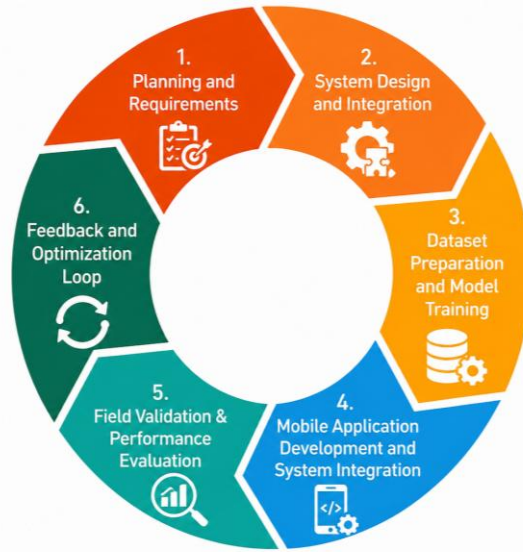 1.
Planning and
Requirements
2.
System Design
and Integration
3.
Dataset
Preparation
and Model
Training
4.
Mobile Application
Development and
System Integration
</>
5.
Field Validation &
Performance
Evaluation
6.
Feedback and
Optimization
Loop